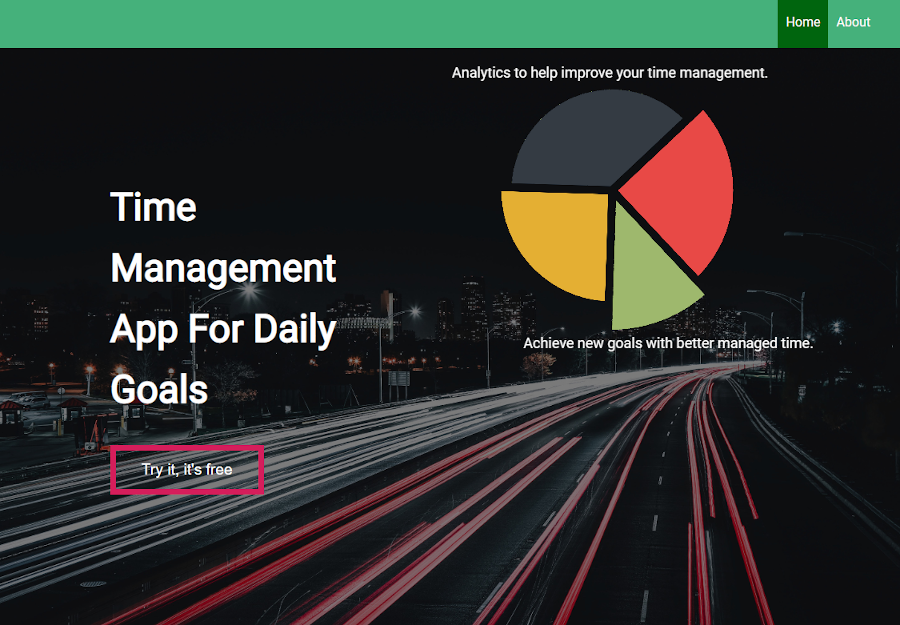 Home About
Analytics to help improve your time management.
Time
Management
App For Daily
Goals
Achieve new goals with better managed time.
Try it, it's free